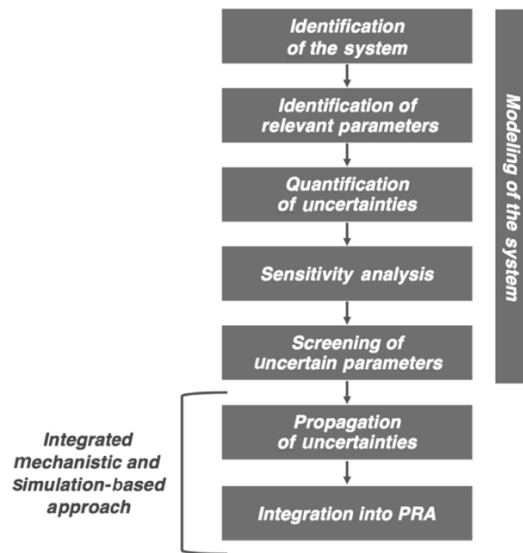 Identification
of the system
Identification of
relevant parameters
Quantification
of uncertainties
Sensitivity analysis
Screening of
uncertain parameters
Propagation
of uncertainties
Integration into PRA
Modeling of the system
Integrated
mechanistic and
simulation-based
approach